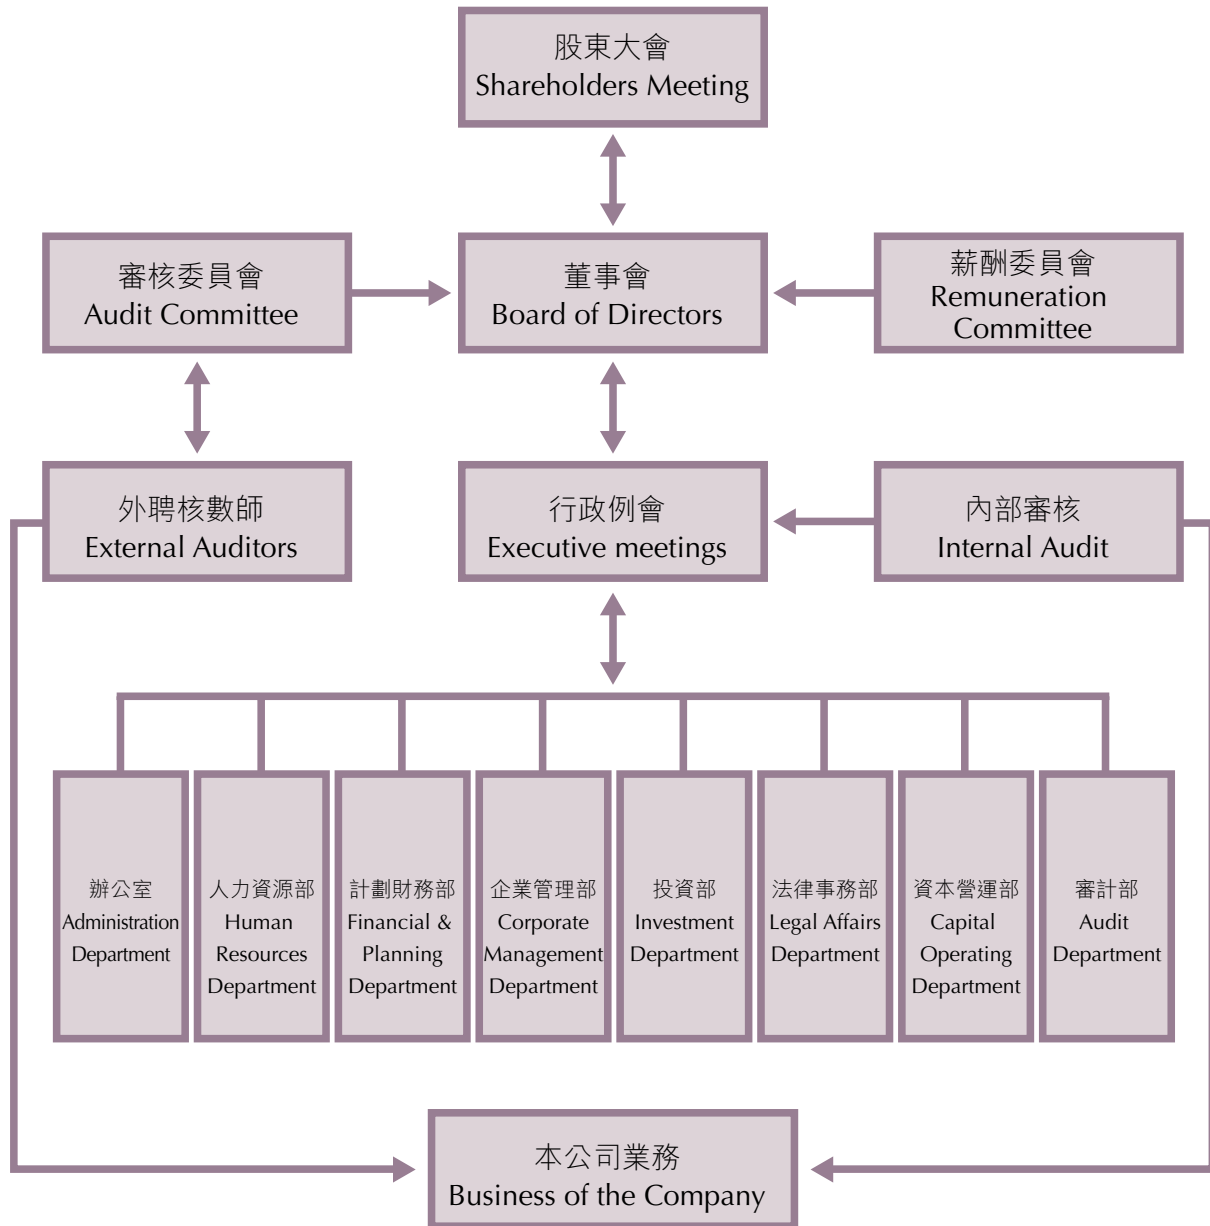 股東大會
Shareholders Meeting
審核委員會
Audit Committee
董事會
Board of Directors
薪酬委員會
Remuneration
Committee
外聘核數師
External Auditors
行政例會
Executive meetings
內部審核
Internal Audit
辦公室
Administration
Department
人力資源部
Human
Resources
Department
計劃財務部
Financial &
Planning
Department
企業管理部
Corporate
Management
Department
投資部
Investment
Department
法律事務部
Legal Affairs
Department
資本營運部
Capital
Operating
Department
審計部
Audit
Department
本公司業務
Business of the Company